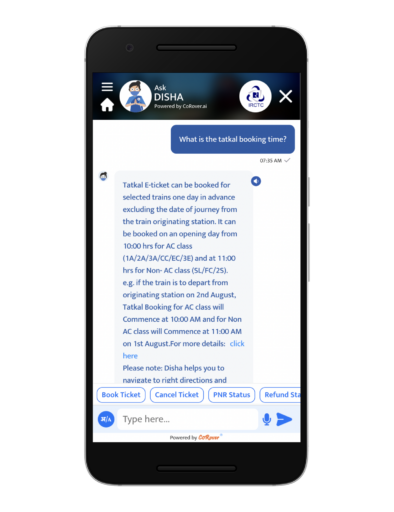 Ask
DISHA
Powered by CoRover.ai
IRCTC
What is the tatkal booking time?
07:35 AM
Tatkal E-ticket can be booked for
selected trains one day in advance
excluding the date of journey from
the train originating station. It can
be booked on an opening day from
10:00 hrs for AC class
(1A/2A/3A/CC/EC/3E) and at 11:00
hrs for Non- AC class (SL/FC/2S).
e.g. if the train is to depart from
originating station on 2nd August,
Tatkal Booking for AC class will
Commence at 10:00 AM and for Non
AC class will Commence at 11:00 AM
on 1st August.For more details: click
here
Please note: Disha helps you to
navigate to right directions and
Book Ticket
Cancel Ticket
PNR Status
Refund Sta
Type here...
Powered by CoRover